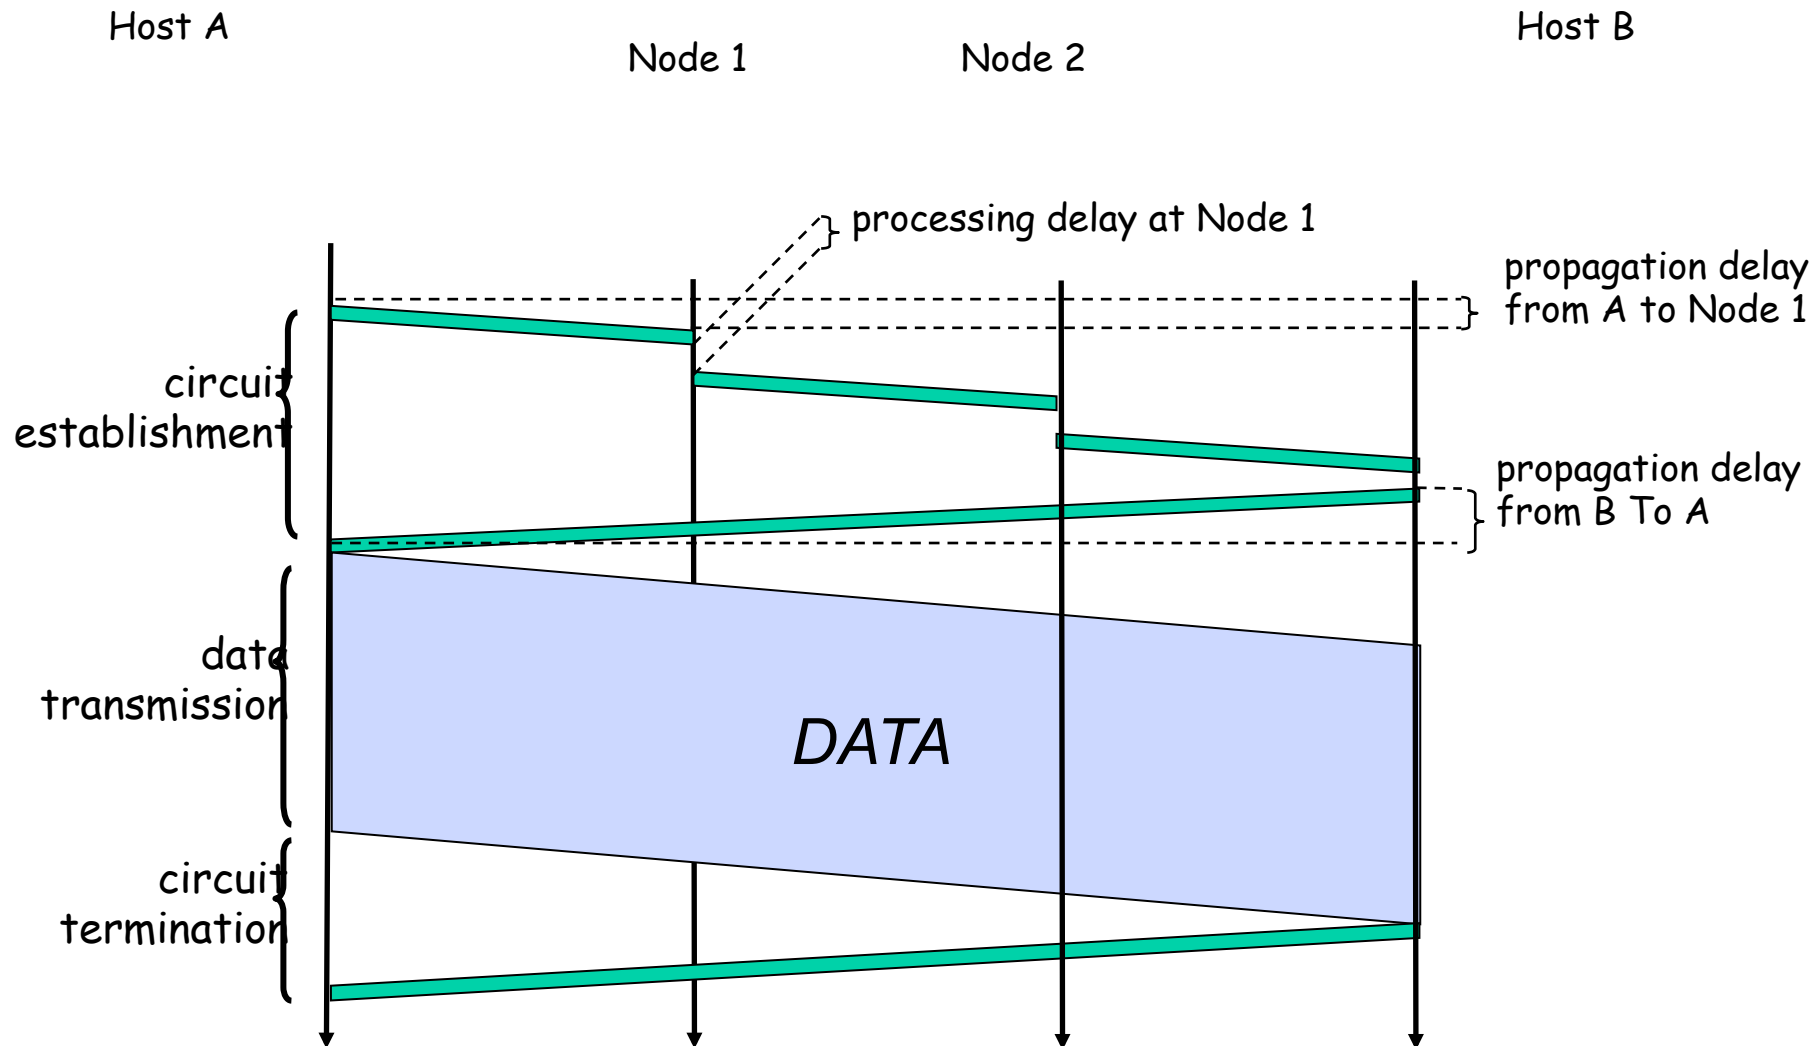 Host A
Host B
Node 1
Node 2
processing delay at Node 1
propagation delay
from A to Node 1
circuit
establishment
propagation delay
from B To A
data
transmission
DATA
circuit
termination